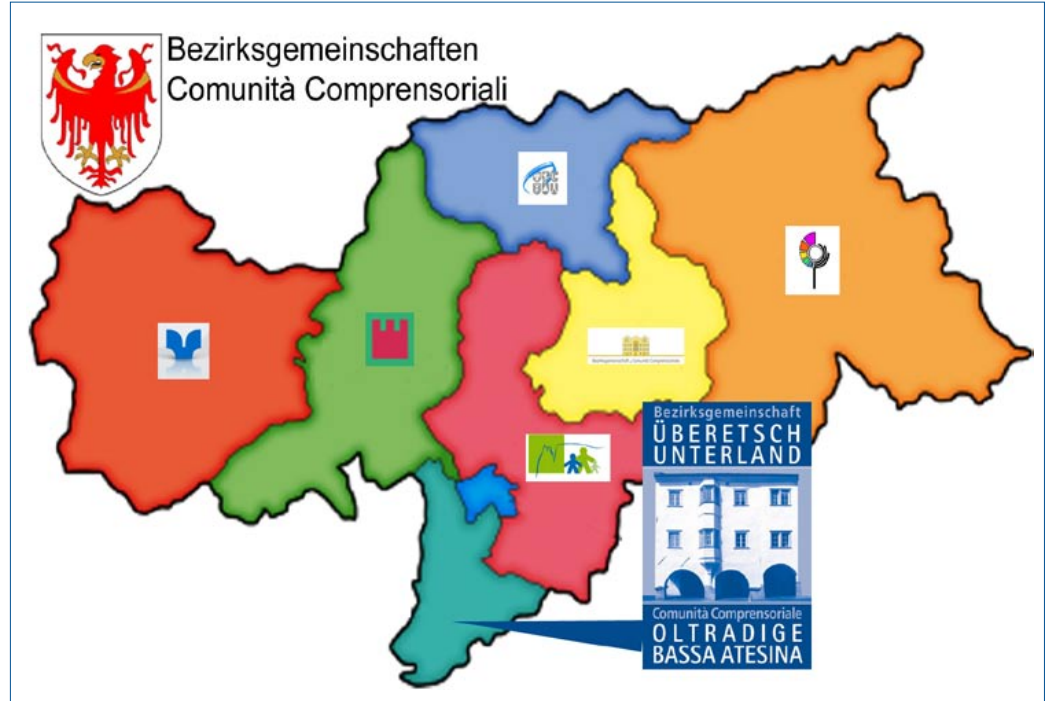 Bezirksgemeinschaften
Comunità Comprensoriali
Bezirksgemeinschaft
ÜBERETSCH
UNTERLAND
Comunità Comprensoriale
OLTRADIGE
BASSA ATESINA